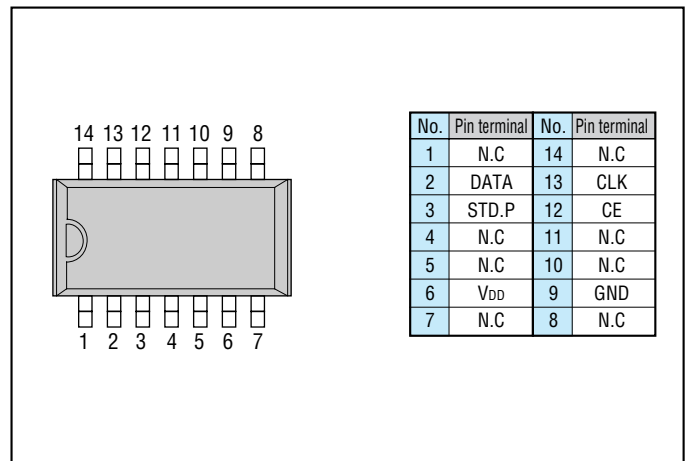 14 13 12 11 10 9 8
1 2 3 4 5 6 7
No. Pin terminal No. Pin terminal
1 N.C 14 N.C
2 DATA 13 CLK
3 STD.P 12 CE
4 N.C 11 N.C
5 N.C 10 N.C
6 VDD 9 GND
7 N.C 8 N.C